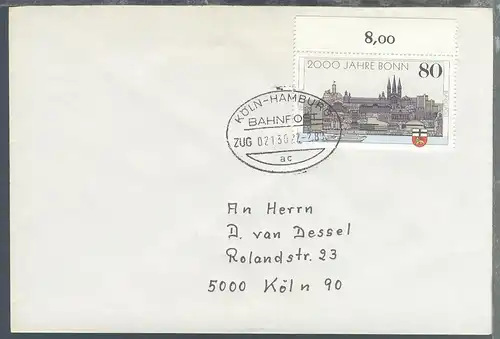 8,00
2000 JAHRE BONN 80
KÖLN-HAMBURG
BAHNPOST
ZUG
ac
An Herrn
D. van Dessel
Rolandstr. 23
5000 Köln 90